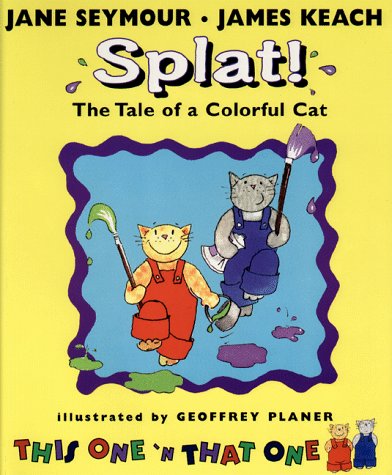 JANE SEYMOUR • JAMES KEACH
Splat!
The Tale of a Colorful Cat
illustrated by GEOFFREY PLANER
THIS ONE 'N THAT ONE